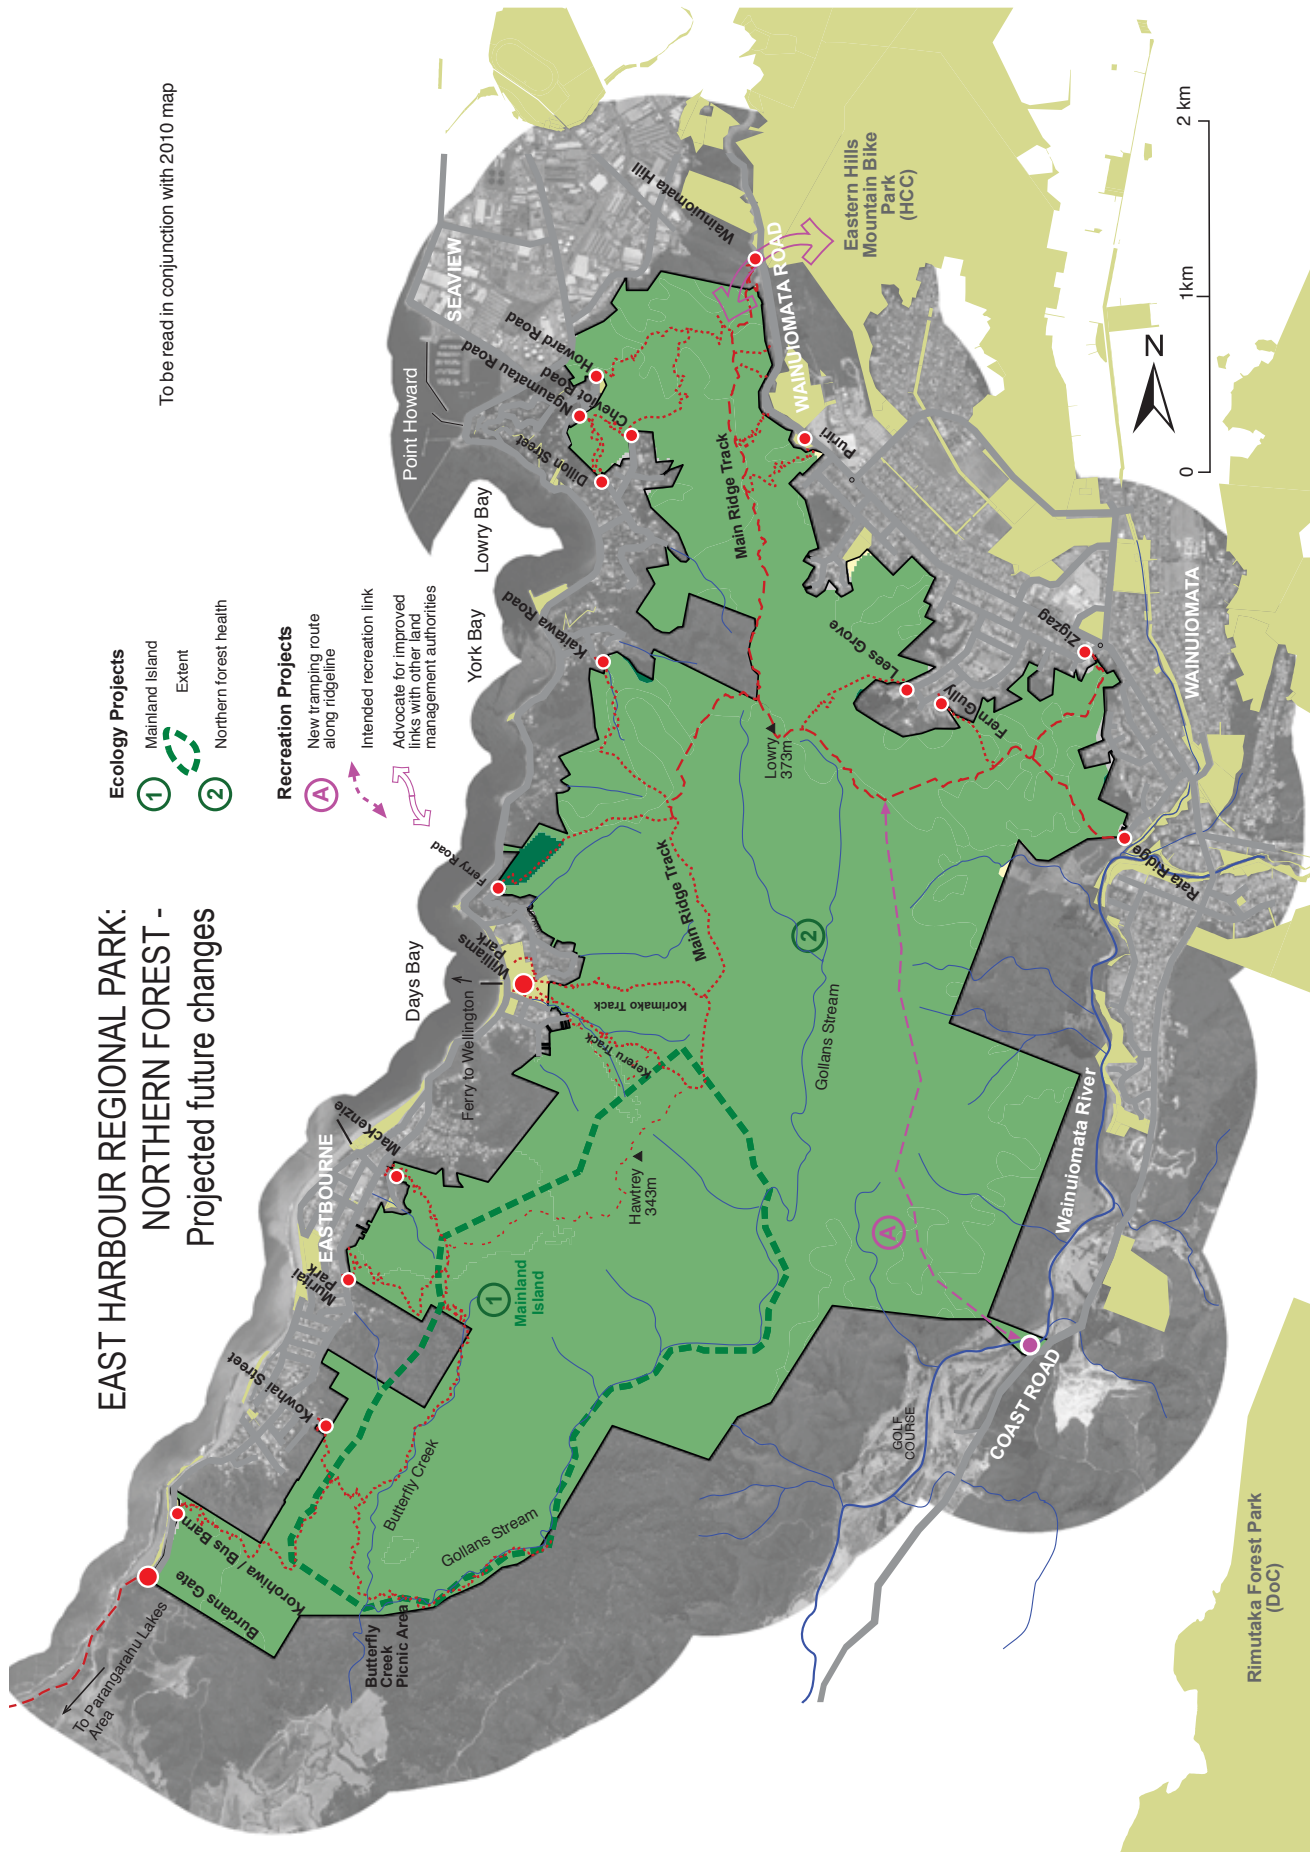 EAST HARBOUR REGIONAL PARK:
NORTHERN FOREST -
Projected future changes
To be read in conjunction with 2010 map
Ecology Projects
1
Mainland Island
Extent
2
Northern forest health
Recreation Projects
A
New tramping route
along ridgeline
Intended recreation link
Advocate for improved
links with other land
management authorities
Point Howard
SEAVIEW
Lowry Bay
York Bay
Days Bay
Ferry to Wellington
EASTBOURNE
Wainuiomata Hill
Howard Road
Cheviot Road
Ngaumatau Road
Cheviot
Dillon Street
Kaitawa Road
Ferry Road
Ferry Road
Williams
Park
MacKenzie
Muritai
Park
Kowhai Street
Korohiwa / Bus Barn
Burdans Gate
To Parangarahu Lakes
Area
Butterfly
Creek
Picnic Area
Butterfly Creek
Gollans Stream
1
Mainland
Island
Hawtrey
343m
Kereru Track
Korimako Track
Main Ridge Track
Main Ridge Track
Lowry
373m
2
Gollans Stream
A
WAINUIOMATA ROAD
Eastern Hills
Mountain Bike
Park
(HCC)
Puriri
Lees Grove
Fern Gully
Zigzag
WAINUIOMATA
Rata Ridge
Wainuiomata River
COAST ROAD
GOLF
COURSE
Rimutaka Forest Park
(DoC)
N
0
1km
2 km